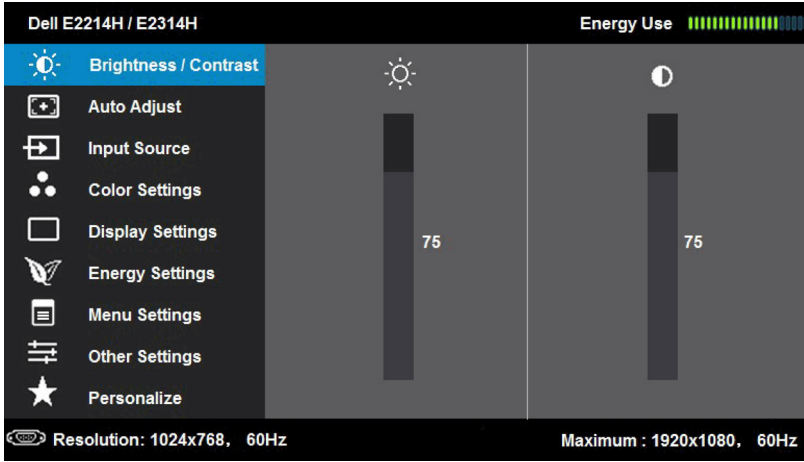 Dell E2214H / E2314H
Energy Use
Brightness / Contrast
Auto Adjust
Input Source
Color Settings
Display Settings
Energy Settings
Menu Settings
Other Settings
Personalize
75
75
Resolution: 1024x768, 60Hz
Maximum : 1920x1080, 60Hz